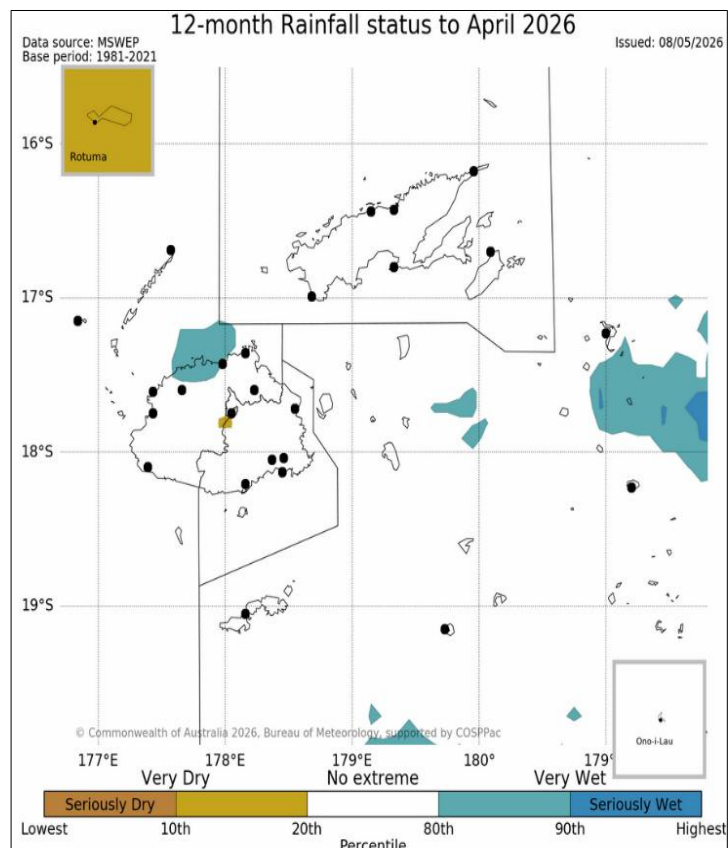 12-month Rainfall status to April 2026
Data source: MSWEP
Base period: 1981-2021
Issued: 08/05/2026
Rotuma
16°S
17°S
18°S
19°S
© Commonwealth of Australia 2026, Bureau of Meteorology, supported by COSPPac
Ono-i-Lau
177°E 178°E 179°E 180° 179°
Very Dry No extreme Very Wet
Seriously Dry Seriously Wet
Lowest 10th 20th 80th 90th Highest
Percentile